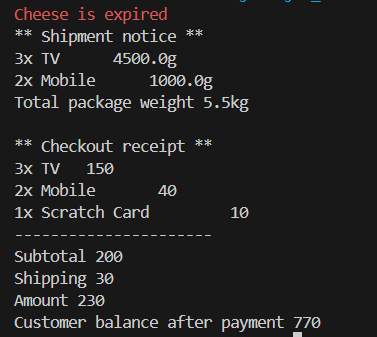 Cheese is expired
** Shipment notice **
3x TV      4500.0g
2x Mobile      1000.0g
Total package weight 5.5kg

** Checkout receipt **
3x TV   150
2x Mobile       40
1x Scratch Card          10
----------------------
Subtotal 200
Shipping 30
Amount 230
Customer balance after payment 770